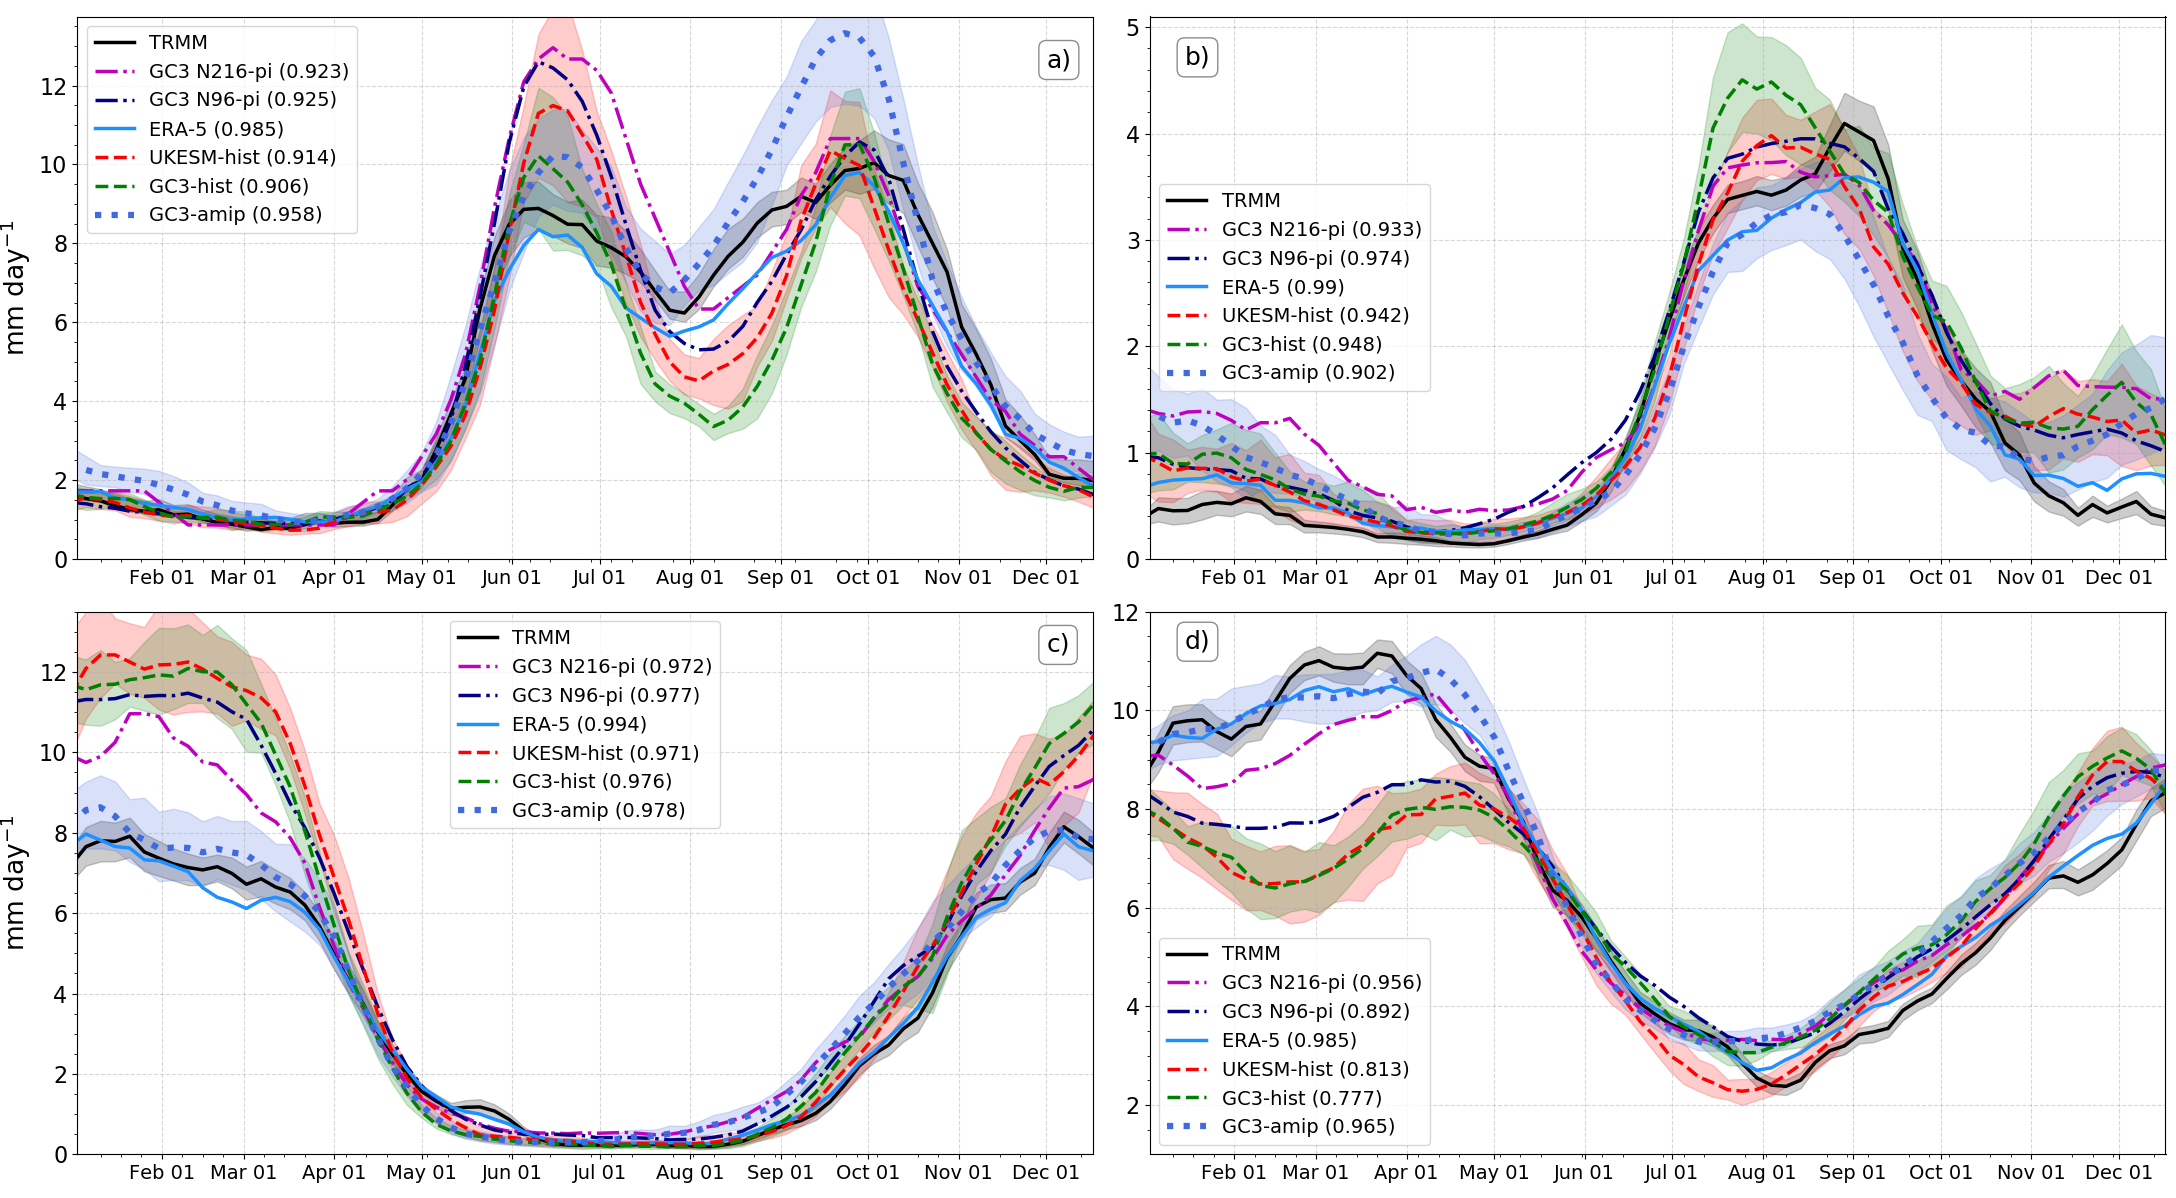 a)
TRMM
GC3 N216-pi (0.923)
GC3 N96-pi (0.925)
ERA-5 (0.985)
UKESM-hist (0.914)
GC3-hist (0.906)
GC3-amip (0.958)
mm day⁻¹
12
10
8
6
4
2
0
Feb 01 Mar 01 Apr 01 May 01 Jun 01 Jul 01 Aug 01 Sep 01 Oct 01 Nov 01 Dec 01
b)
TRMM
GC3 N216-pi (0.933)
GC3 N96-pi (0.974)
ERA-5 (0.99)
UKESM-hist (0.942)
GC3-hist (0.948)
GC3-amip (0.902)
5
4
3
2
1
0
Feb 01 Mar 01 Apr 01 May 01 Jun 01 Jul 01 Aug 01 Sep 01 Oct 01 Nov 01 Dec 01
c)
TRMM
GC3 N216-pi (0.972)
GC3 N96-pi (0.977)
ERA-5 (0.994)
UKESM-hist (0.971)
GC3-hist (0.976)
GC3-amip (0.978)
mm day⁻¹
12
10
8
6
4
2
0
Feb 01 Mar 01 Apr 01 May 01 Jun 01 Jul 01 Aug 01 Sep 01 Oct 01 Nov 01 Dec 01
d)
TRMM
GC3 N216-pi (0.956)
GC3 N96-pi (0.892)
ERA-5 (0.985)
UKESM-hist (0.813)
GC3-hist (0.777)
GC3-amip (0.965)
12
10
8
6
4
2
Feb 01 Mar 01 Apr 01 May 01 Jun 01 Jul 01 Aug 01 Sep 01 Oct 01 Nov 01 Dec 01